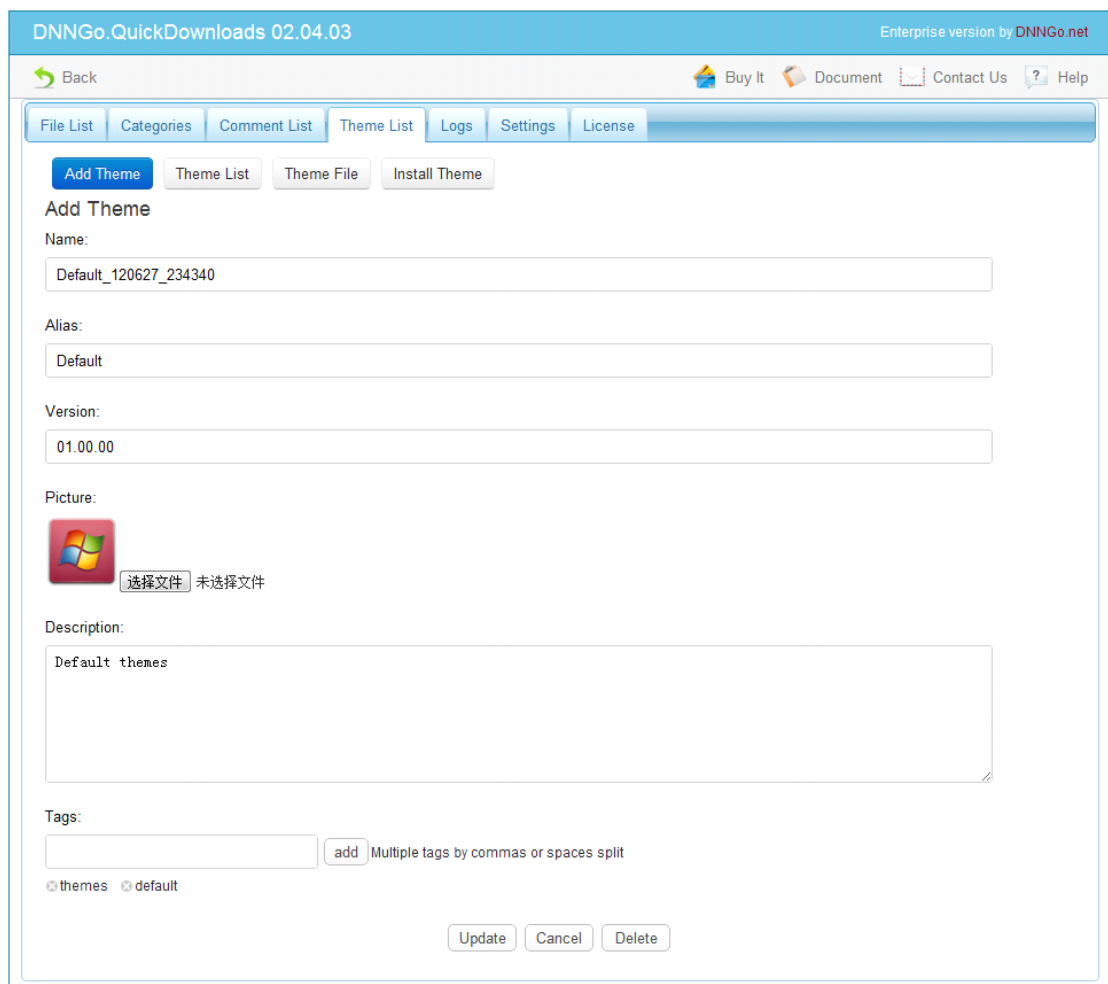 DNNGo.QuickDownloads 02.04.03 Enterprise version by DNNGo.net
Back Buy It Document Contact Us ? Help
File List Categories Comment List Theme List Logs Settings License
Add Theme Theme List Theme File Install Theme
Add Theme
Name:
Default_120627_234340
Alias:
Default
Version:
01.00.00
Picture:
选择文件 未选择文件
Description:
Default themes
Tags:
add Multiple tags by commas or spaces split
themes default
Update Cancel Delete